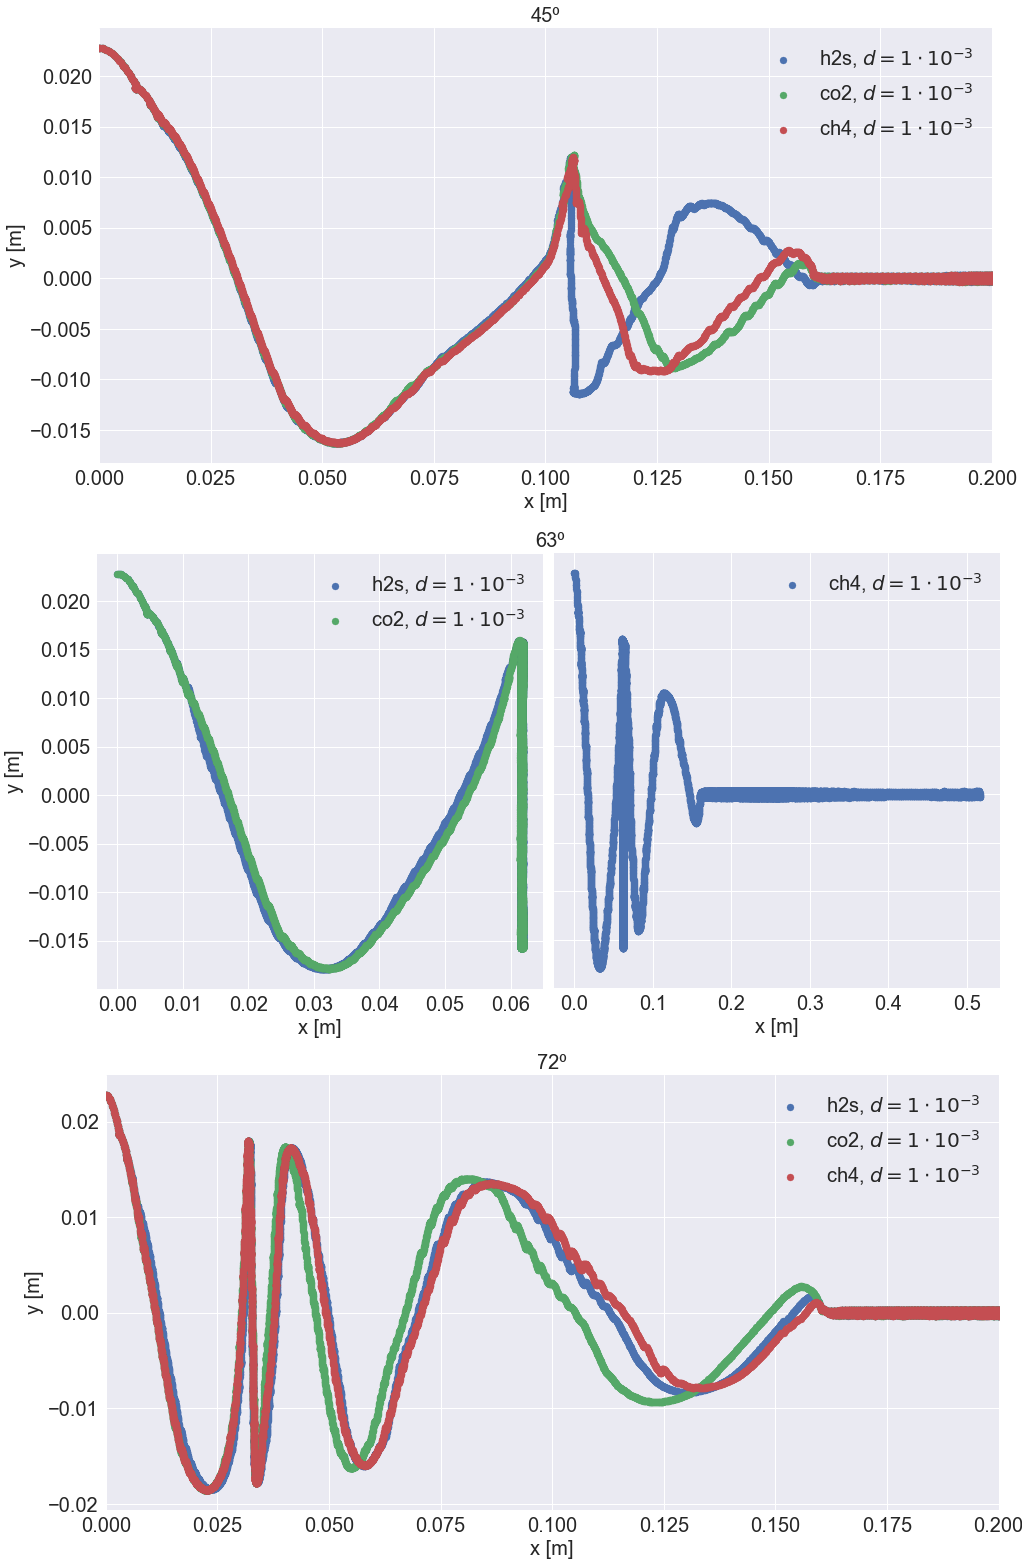 45º
h2s, d = 1 · 10⁻³
co2, d = 1 · 10⁻³
ch4, d = 1 · 10⁻³
0.020
0.015
0.010
0.005
0.000
−0.005
−0.010
−0.015
y [m]
0.000 0.025 0.050 0.075 0.100 0.125 0.150 0.175 0.200
x [m]
63º
h2s, d = 1 · 10⁻³
co2, d = 1 · 10⁻³
0.020
0.015
0.010
0.005
0.000
−0.005
−0.010
−0.015
y [m]
0.00 0.01 0.02 0.03 0.04 0.05 0.06
x [m]
ch4, d = 1 · 10⁻³
0.0 0.1 0.2 0.3 0.4 0.5
x [m]
72º
h2s, d = 1 · 10⁻³
co2, d = 1 · 10⁻³
ch4, d = 1 · 10⁻³
0.02
0.01
0.00
−0.01
−0.02
y [m]
0.000 0.025 0.050 0.075 0.100 0.125 0.150 0.175 0.200
x [m]